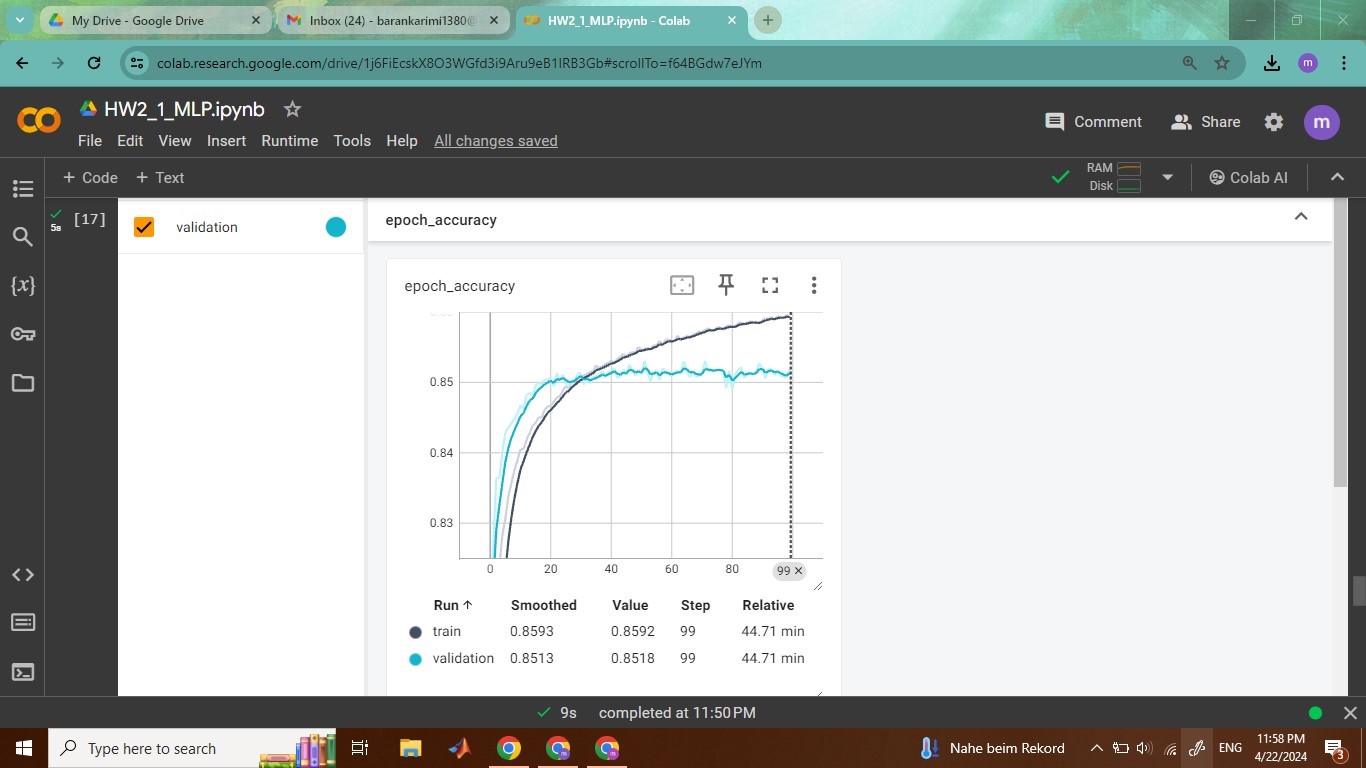 My Drive - Google Drive
Inbox (24) - barankarimi1380@
HW2_1_MLP.ipynb - Colab
colab.research.google.com/drive/1j6FiEcskX8O3WGfd3i9Aru9eB1IRB3Gb#scrollTo=f64BGdw7eJYm
m
HW2_1_MLP.ipynb
Comment
Share
m
File Edit View Insert Runtime Tools Help All changes saved
+ Code + Text
RAM
Disk
Colab AI
[17]
5s
validation
epoch_accuracy
{x}
epoch_accuracy
0.85
0.84
0.83
0 20 40 60 80 99
Run Smoothed Value Step Relative
train 0.8593 0.8592 99 44.71 min
validation 0.8513 0.8518 99 44.71 min
9s completed at 11:50 PM
Type here to search
Nahe beim Rekord
ENG
11:58 PM
4/22/2024
3